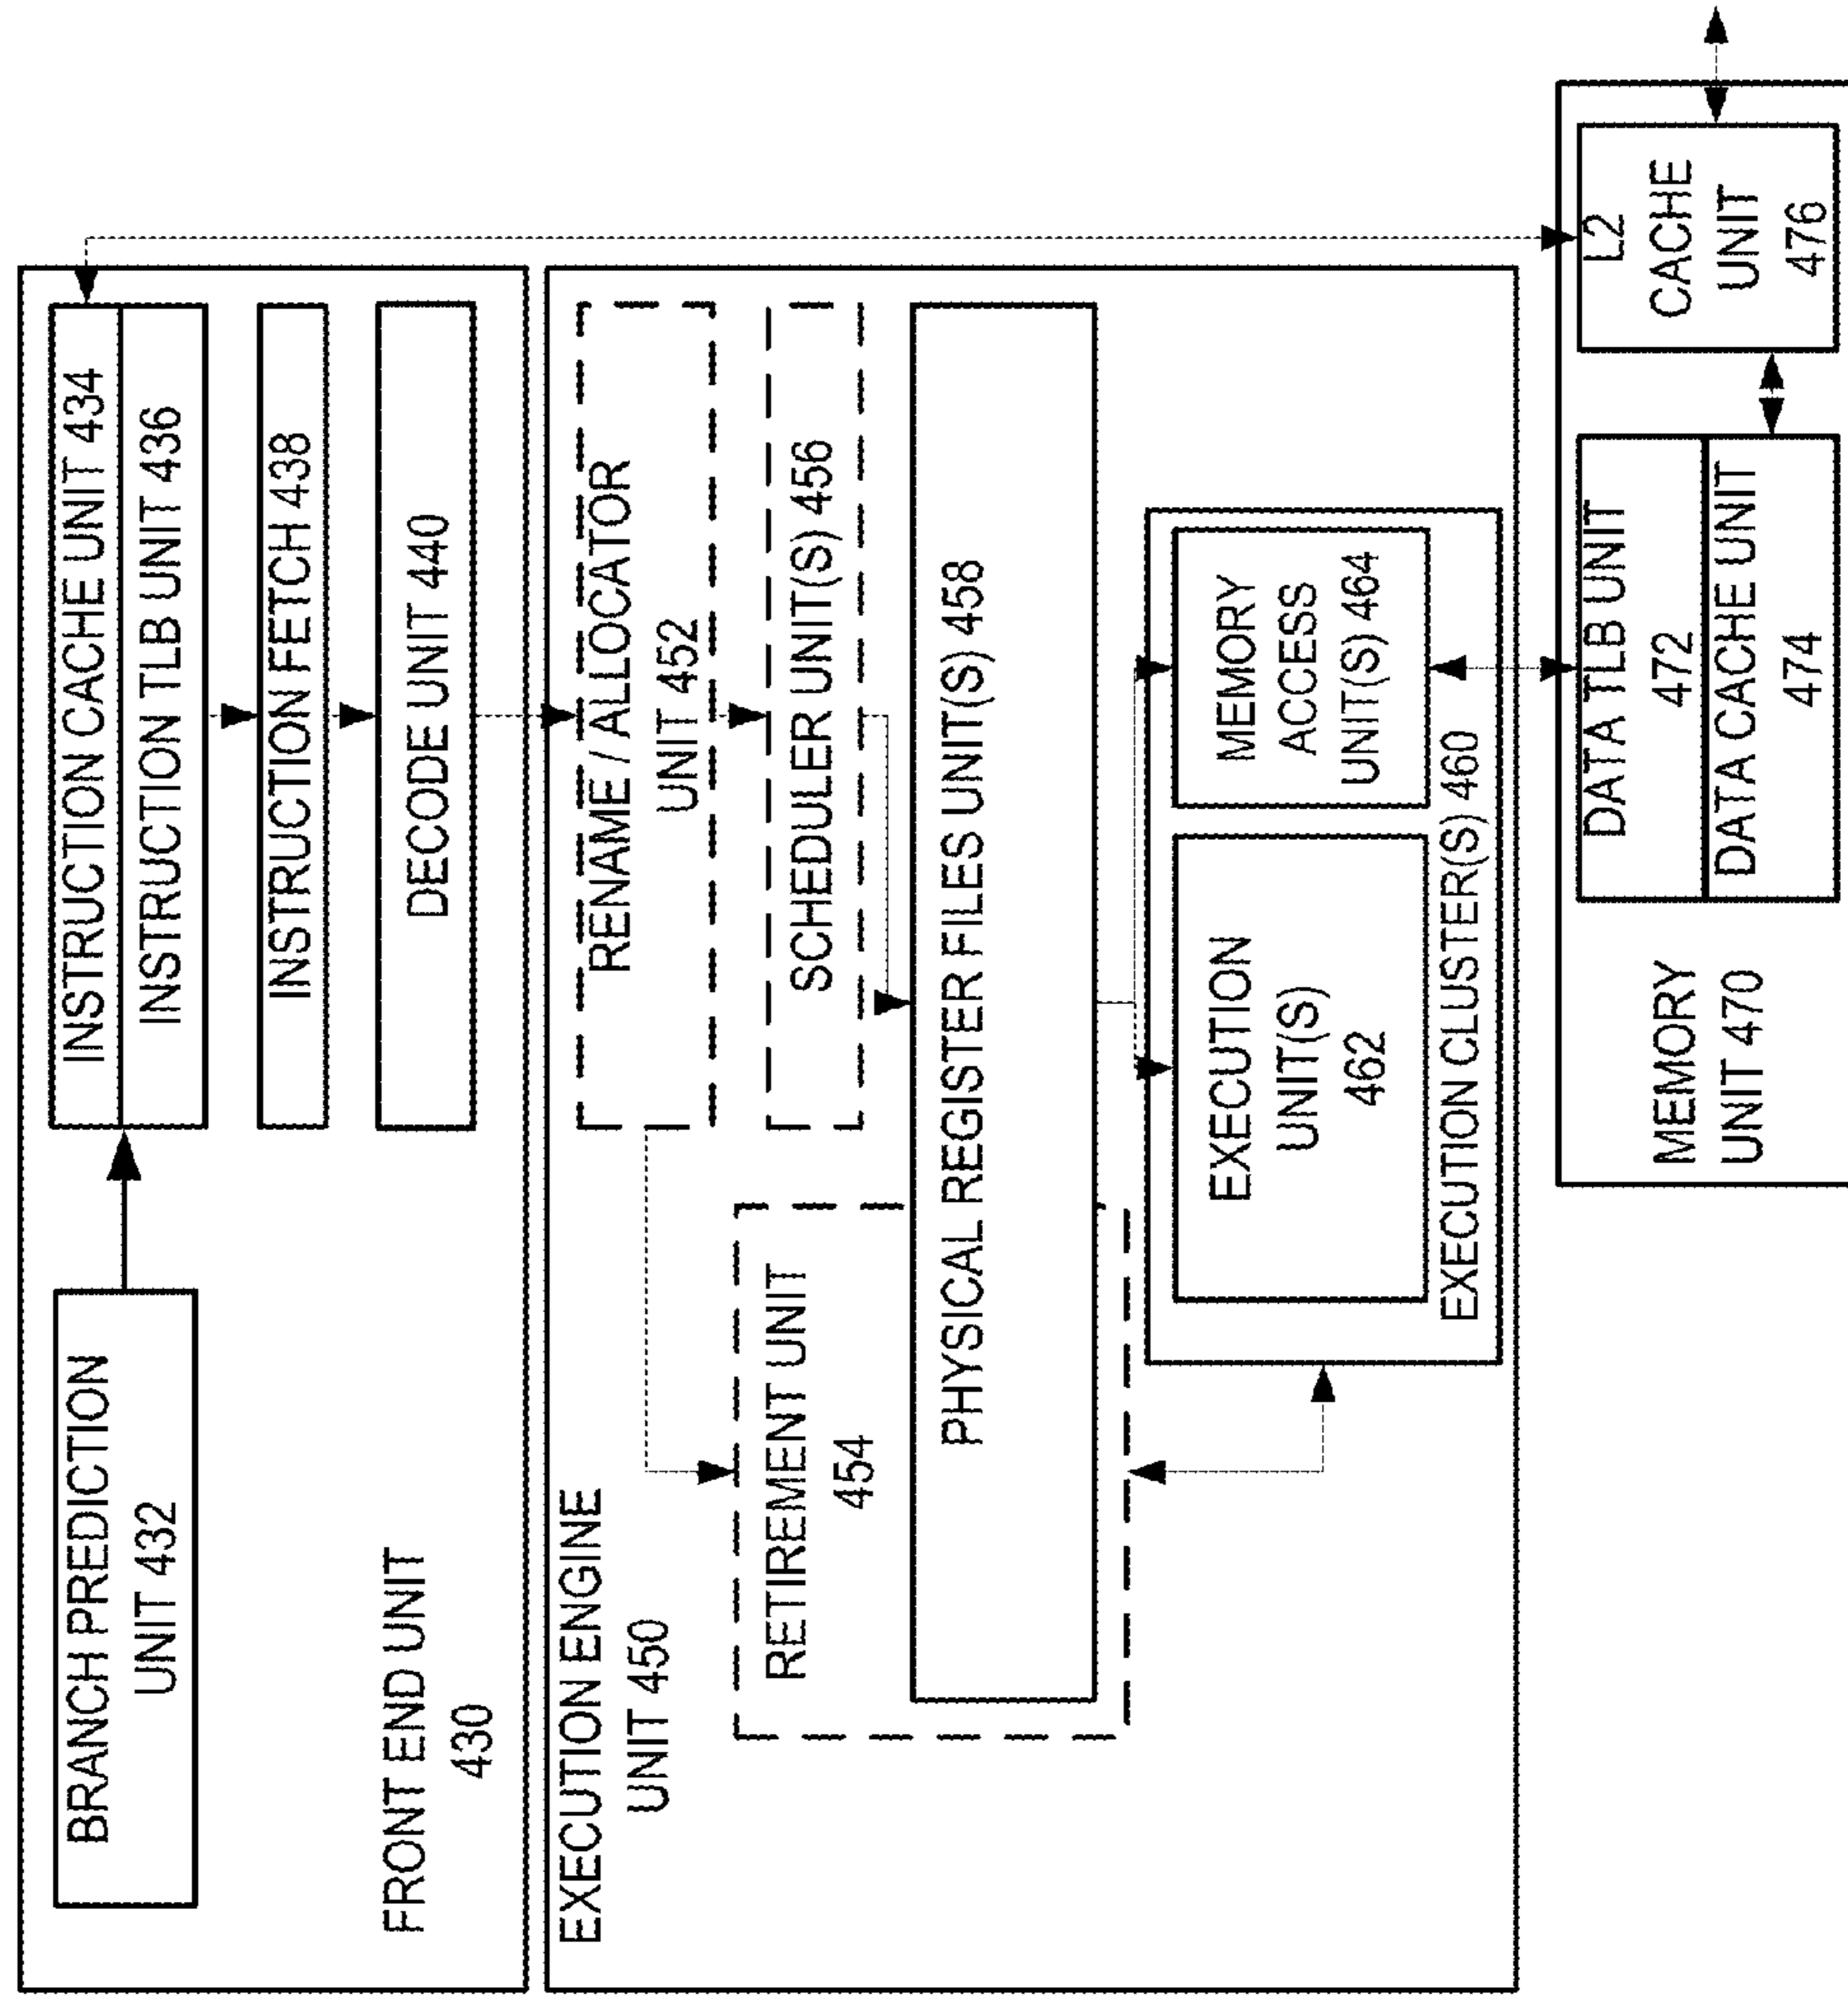 BRANCH PREDICTION
UNIT 432
INSTRUCTION CACHE UNIT 434
INSTRUCTION TLB UNIT 436
INSTRUCTION FETCH 438
DECODE UNIT 440
FRONT END UNIT
430
EXECUTION ENGINE
UNIT 450
RENAME / ALLOCATOR
UNIT 452
RETIREMENT UNIT
454
SCHEDULER UNIT(S) 456
PHYSICAL REGISTER FILES UNIT(S) 458
EXECUTION
UNIT(S)
462
MEMORY
ACCESS
UNIT(S) 464
EXECUTION CLUSTER(S) 460
MEMORY
UNIT 470
DATA TLB UNIT
472
DATA CACHE UNIT
474
L2
CACHE
UNIT
476